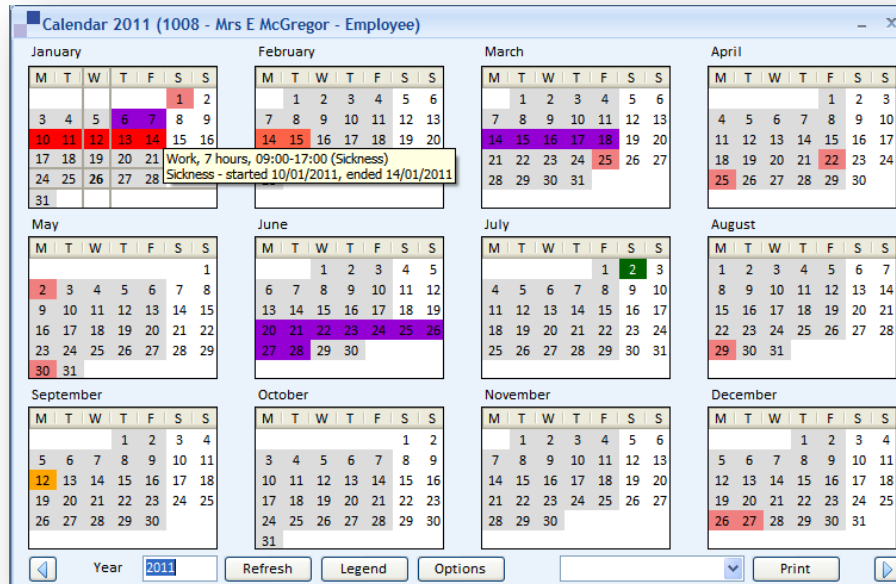 Calendar 2011 (1008 - Mrs E McGregor - Employee)
January February March April
M T W T F S S M T W T F S S M T W T F S S M T W T F S S
1 2 1 2 3 4 5 6 1 2 3 4 5 6 1 2 3
3 4 5 6 7 8 9 7 8 9 10 11 12 13 7 8 9 10 11 12 13 4 5 6 7 8 9 10
10 11 12 13 14 15 16 14 15 16 17 18 19 20 14 15 16 17 18 19 20 11 12 13 14 15 16 17
17 18 19 20 21 Work, 7 hours, 09:00-17:00 (Sickness) 21 22 23 24 25 26 27 18 19 20 21 22 23 24
24 25 26 27 28 Sickness - started 10/01/2011, ended 14/01/2011 28 29 30 31 25 26 27 28 29 30
31
May June July August
M T W T F S S M T W T F S S M T W T F S S M T W T F S S
1 1 2 3 4 5 1 2 3 1 2 3 4 5 6 7
2 3 4 5 6 7 8 6 7 8 9 10 11 12 4 5 6 7 8 9 10 8 9 10 11 12 13 14
9 10 11 12 13 14 15 13 14 15 16 17 18 19 11 12 13 14 15 16 17 15 16 17 18 19 20 21
16 17 18 19 20 21 22 20 21 22 23 24 25 26 18 19 20 21 22 23 24 22 23 24 25 26 27 28
23 24 25 26 27 28 29 27 28 29 30 25 26 27 28 29 30 31 29 30 31
30 31
September October November December
M T W T F S S M T W T F S S M T W T F S S M T W T F S S
1 2 3 4 1 2 1 2 3 4 5 6 1 2 3 4
5 6 7 8 9 10 11 3 4 5 6 7 8 9 7 8 9 10 11 12 13 5 6 7 8 9 10 11
12 13 14 15 16 17 18 10 11 12 13 14 15 16 14 15 16 17 18 19 20 12 13 14 15 16 17 18
19 20 21 22 23 24 25 17 18 19 20 21 22 23 21 22 23 24 25 26 27 19 20 21 22 23 24 25
26 27 28 29 30 24 25 26 27 28 29 30 28 29 30 26 27 28 29 30 31
31
Year 2011 Refresh Legend Options Print